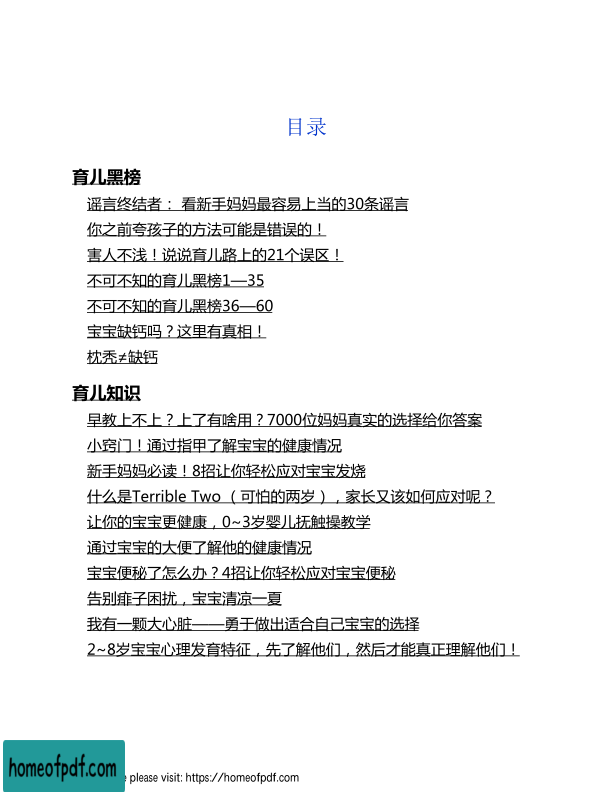 目录
育儿黑榜
谣言终结者： 看新手妈妈最容易上当的30条谣言
你之前夸孩子的方法可能是错误的！
害人不浅！说说育儿路上的21个误区！
不可不知的育儿黑榜1—35
不可不知的育儿黑榜36—60
宝宝缺钙吗？这里有真相！
枕秃≠缺钙
育儿知识
早教上不上？上了有啥用？7000位妈妈真实的选择给你答案
小窍门！通过指甲了解宝宝的健康情况
新手妈妈必读！8招让你轻松应对宝宝发烧
什么是Terrible Two （可怕的两岁），家长又该如何应对呢？
让你的宝宝更健康，0~3岁婴儿抚触操教学
通过宝宝的大便了解他的健康情况
宝宝便秘了怎么办？4招让你轻松应对宝宝便秘
告别痱子困扰，宝宝清凉一夏
我有一颗大心脏——勇于做出适合自己宝宝的选择
2~8岁宝宝心理发育特征，先了解他们，然后才能真正理解他们！
homeofpdf.com
please visit: https://homeofpdf.com